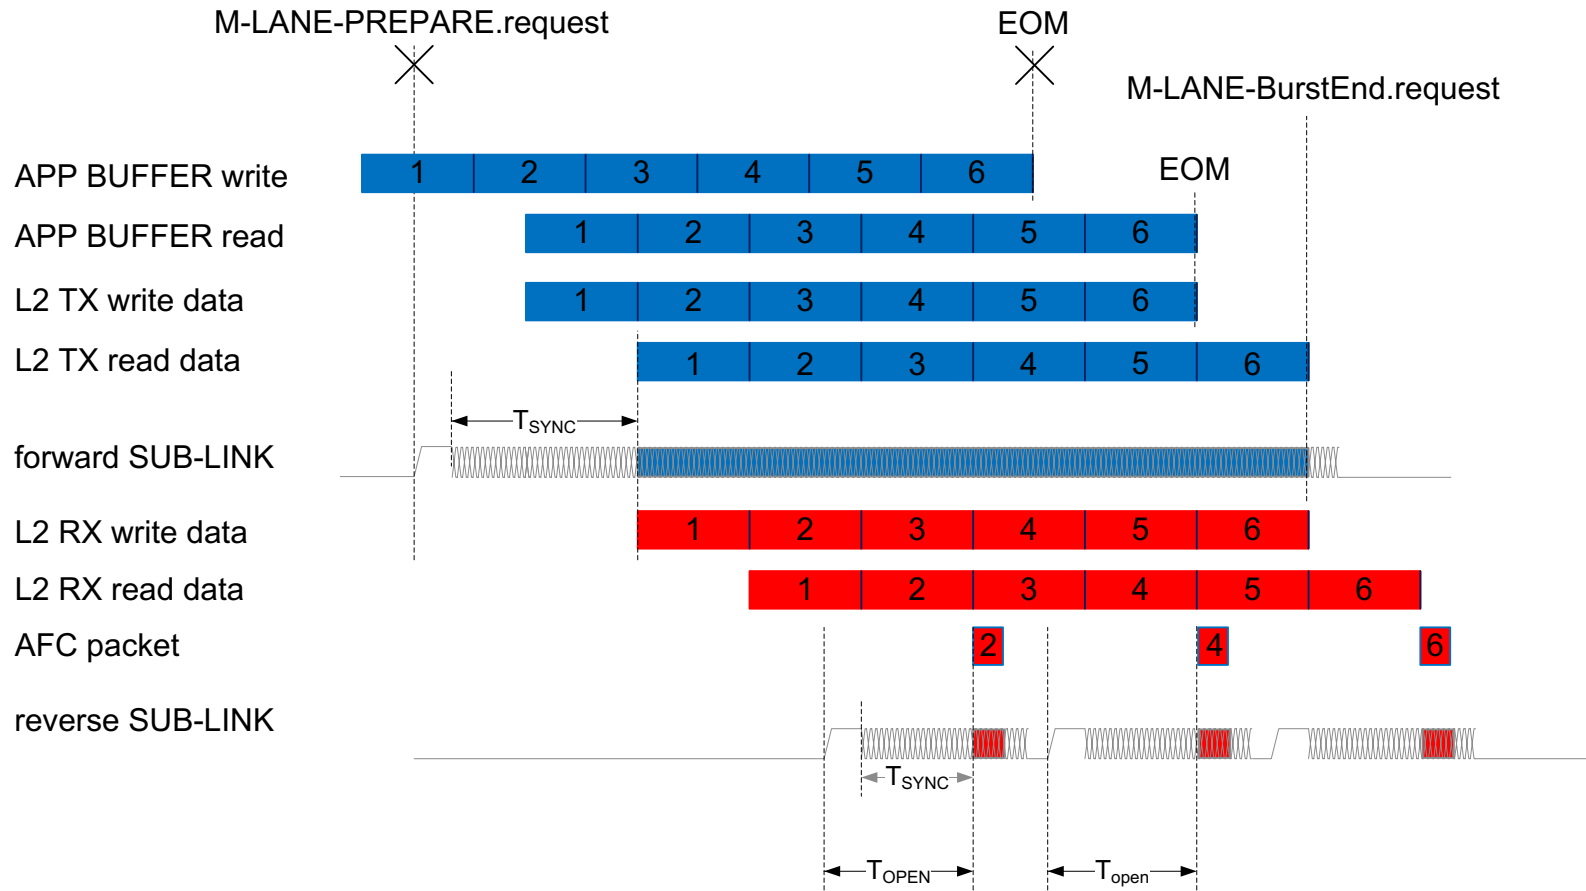 M-LANE-PREPARE.request
EOM
M-LANE-BurstEnd.request
APP BUFFER write 1 2 3 4 5 6
EOM
APP BUFFER read 1 2 3 4 5 6
L2 TX write data 1 2 3 4 5 6
L2 TX read data 1 2 3 4 5 6
TSYNC
forward SUB-LINK
L2 RX write data 1 2 3 4 5 6
L2 RX read data 1 2 3 4 5 6
AFC packet 2 4 6
reverse SUB-LINK
TSYNC
TOPEN Topen